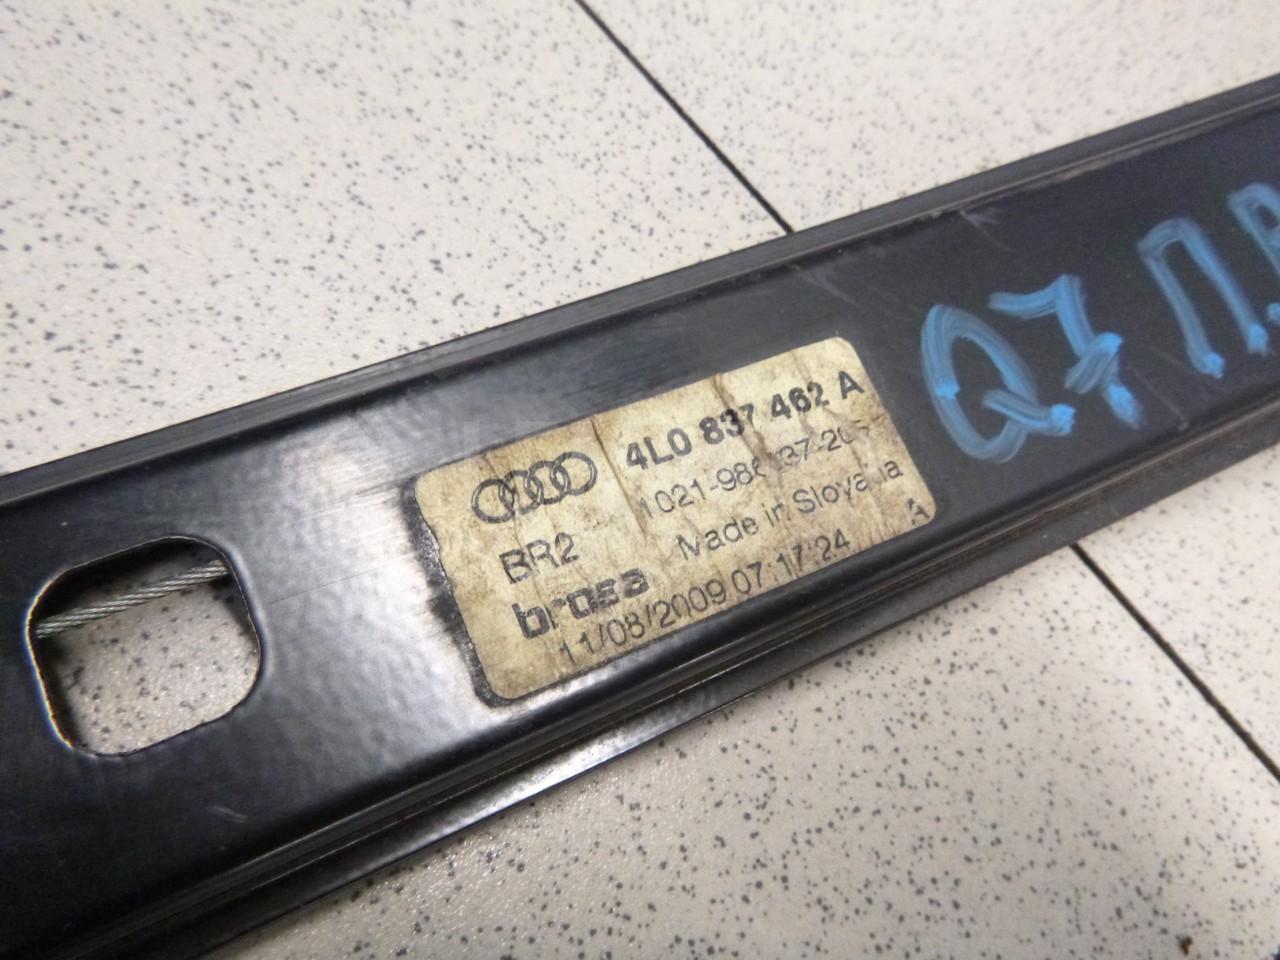 4L0 837 462 A
BR2
Made in Slovakia
brose
A
11/08/2009 07:17:24
Q7 П.